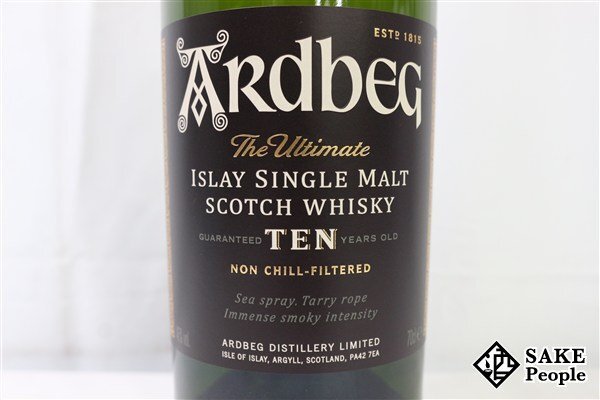 ESTD 1815
ARDBEG
The Ultimate
ISLAY SINGLE MALT
SCOTCH WHISKY
GUARANTEED TEN YEARS OLD
NON CHILL-FILTERED
Sea spray, Tarry rope
Immense smoky intensity
ARDBEG DISTILLERY LIMITED
ISLE OF ISLAY, ARGYLL, SCOTLAND, PA42 7EA
70cl
SAKE
People